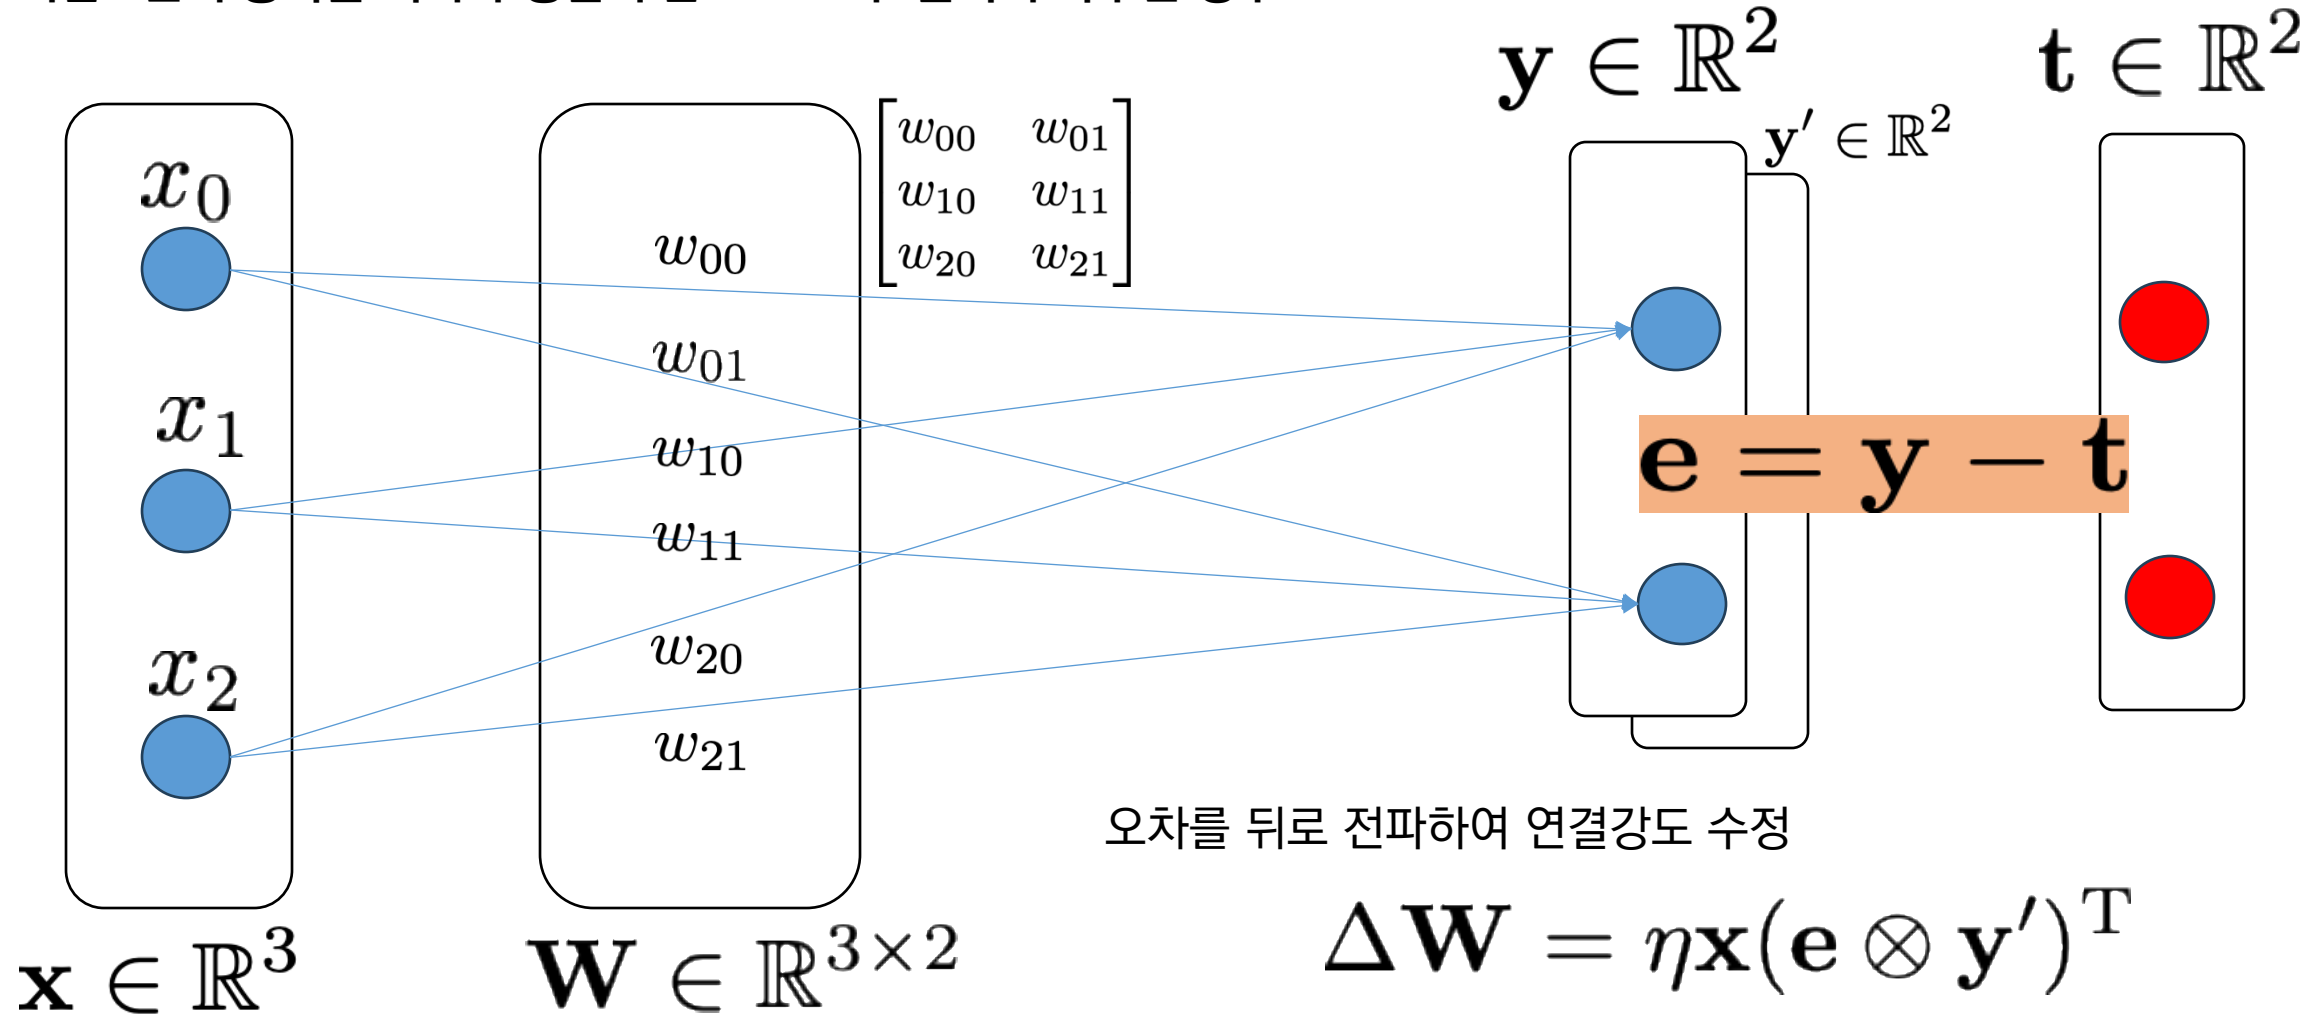 y ∈ ℝ²
t ∈ ℝ²
y′ ∈ ℝ²
x₀
x₁
x₂
w₀₀
w₀₁
w₁₀
w₁₁
w₂₀
w₂₁
w₀₀ w₀₁
w₁₀ w₁₁
w₂₀ w₂₁
e = y − t
오차를 뒤로 전파하여 연결강도 수정
x ∈ ℝ³
W ∈ ℝ³ˣ²
ΔW = ηx(e ⊗ y′)ᵀ